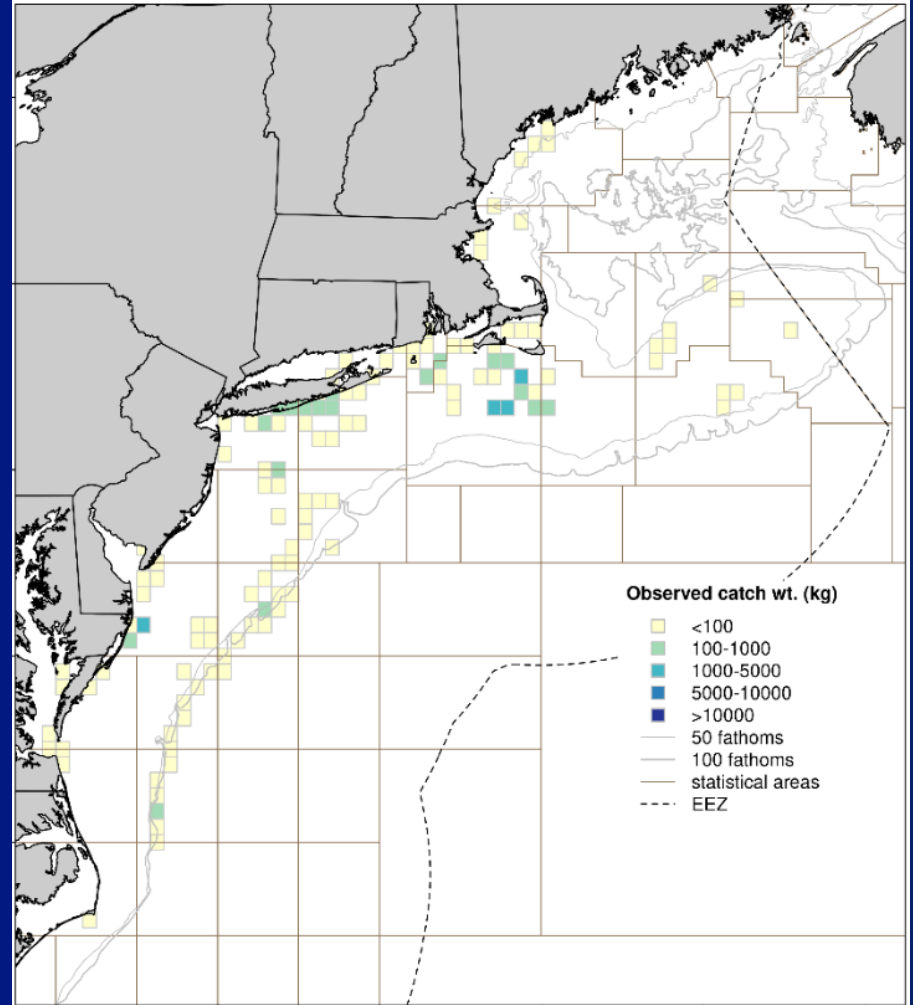 Observed catch wt. (kg)
<100
100-1000
1000-5000
5000-10000
>10000
50 fathoms
100 fathoms
statistical areas
EEZ